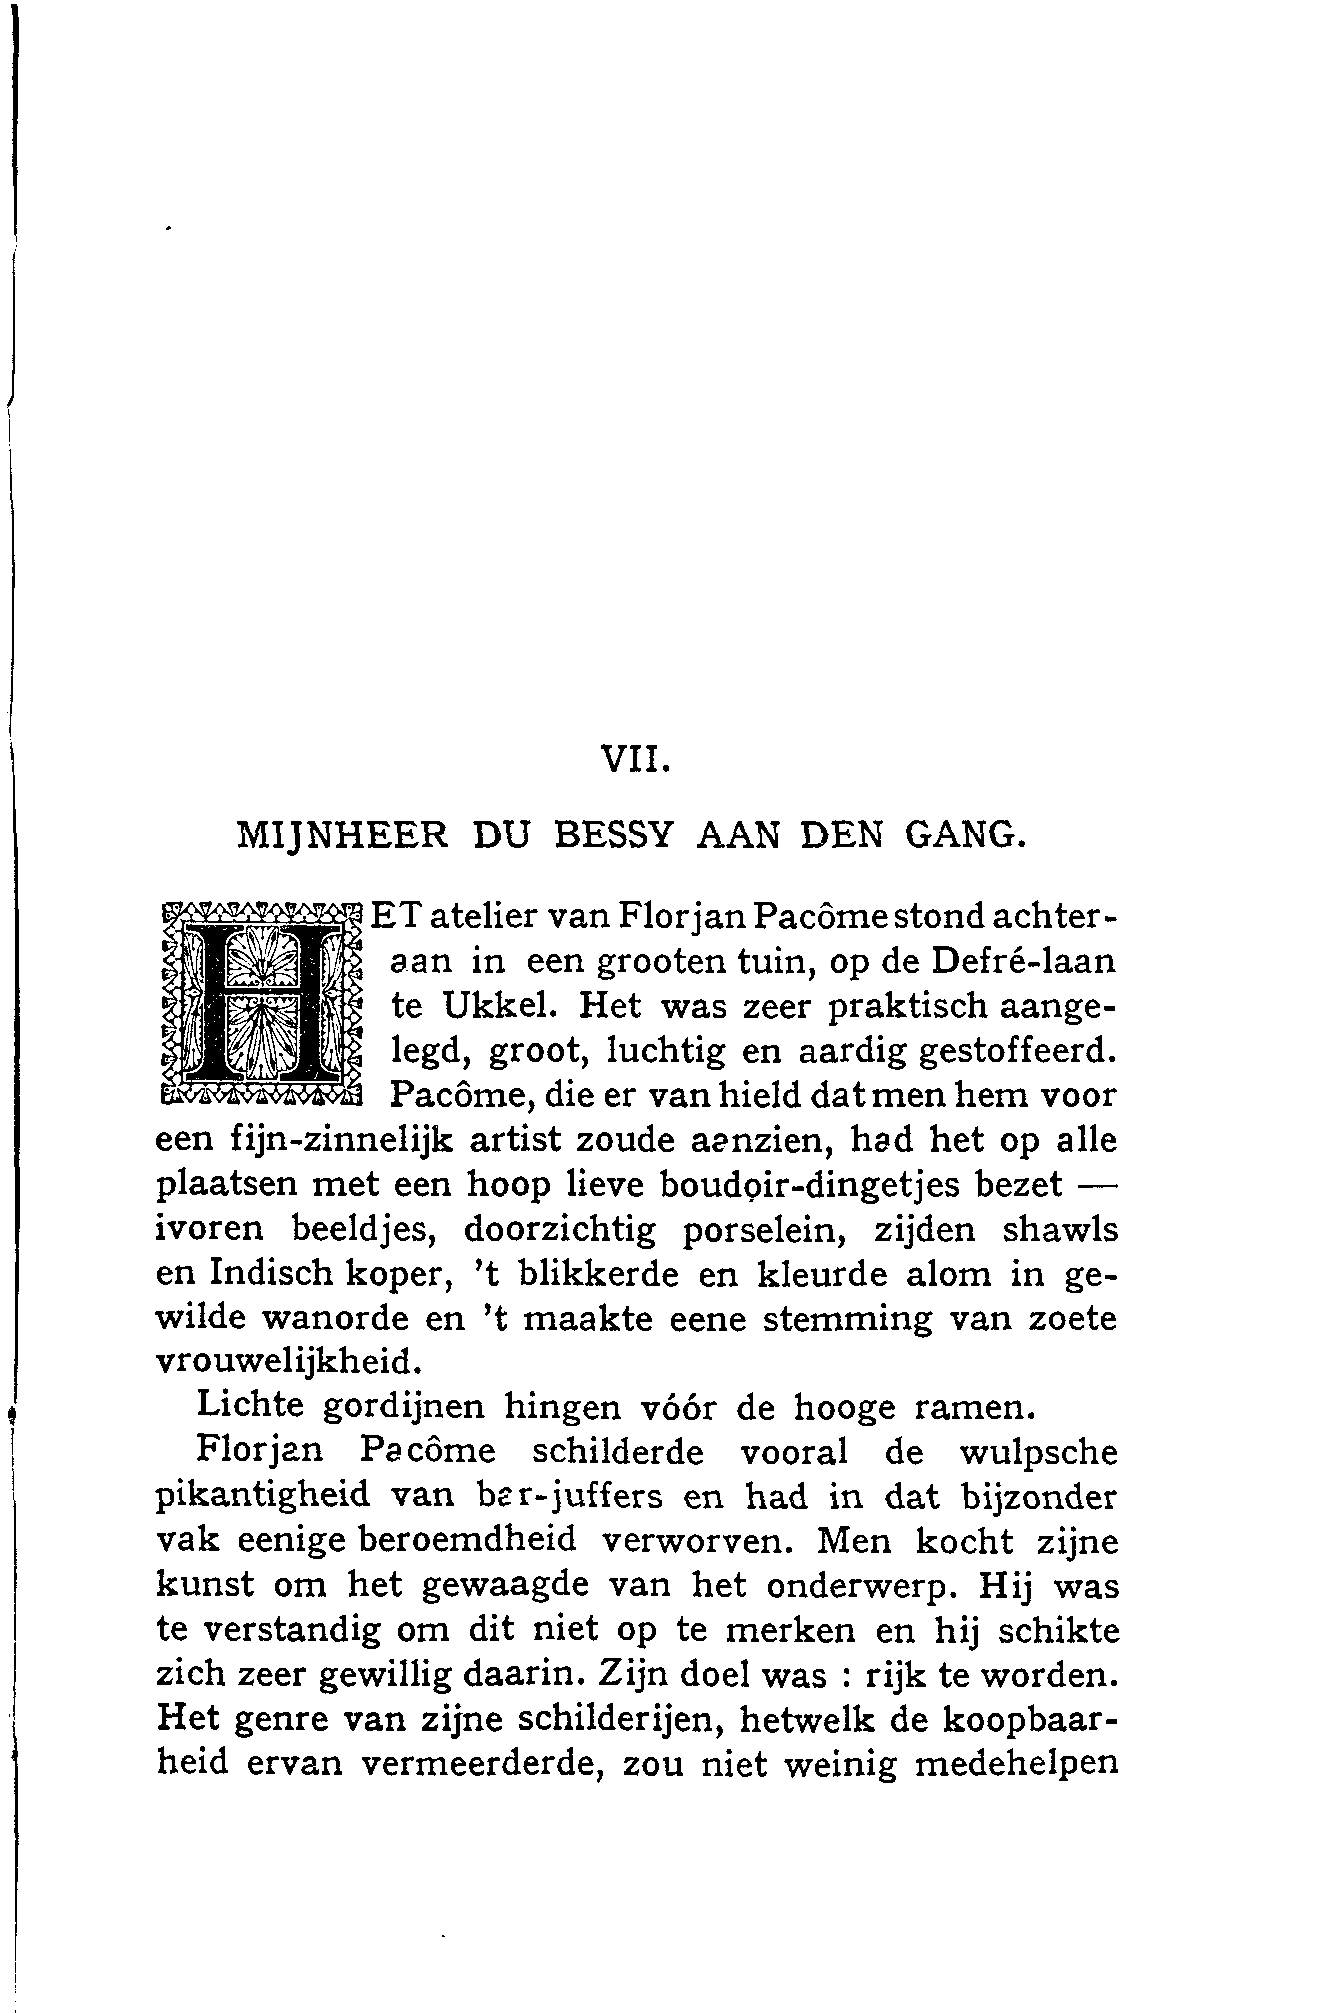 VII.
MIJNHEER DU BESSY AAN DEN GANG.
HET atelier van Florjan Pacôme stond achter-
aan in een grooten tuin, op de Defré-laan
te Ukkel. Het was zeer praktisch aange-
legd, groot, luchtig en aardig gestoffeerd.
Pacôme, die er van hield dat men hem voor
een fijn-zinnelijk artist zoude aanzien, had het op alle
plaatsen met een hoop lieve boudoir-dingetjes bezet —
ivoren beeldjes, doorzichtig porselein, zijden shawls
en Indisch koper, 't blikkerde en kleurde alom in ge-
wilde wanorde en 't maakte eene stemming van zoete
vrouwelijkheid.
Lichte gordijnen hingen vóór de hooge ramen.
Florjan Pacôme schilderde vooral de wulpsche
pikantigheid van bar-juffers en had in dat bijzonder
vak eenige beroemdheid verworven. Men kocht zijne
kunst om het gewaagde van het onderwerp. Hij was
te verstandig om dit niet op te merken en hij schikte
zich zeer gewillig daarin. Zijn doel was : rijk te worden.
Het genre van zijne schilderijen, hetwelk de koopbaar-
heid ervan vermeerderde, zou niet weinig medehelpen